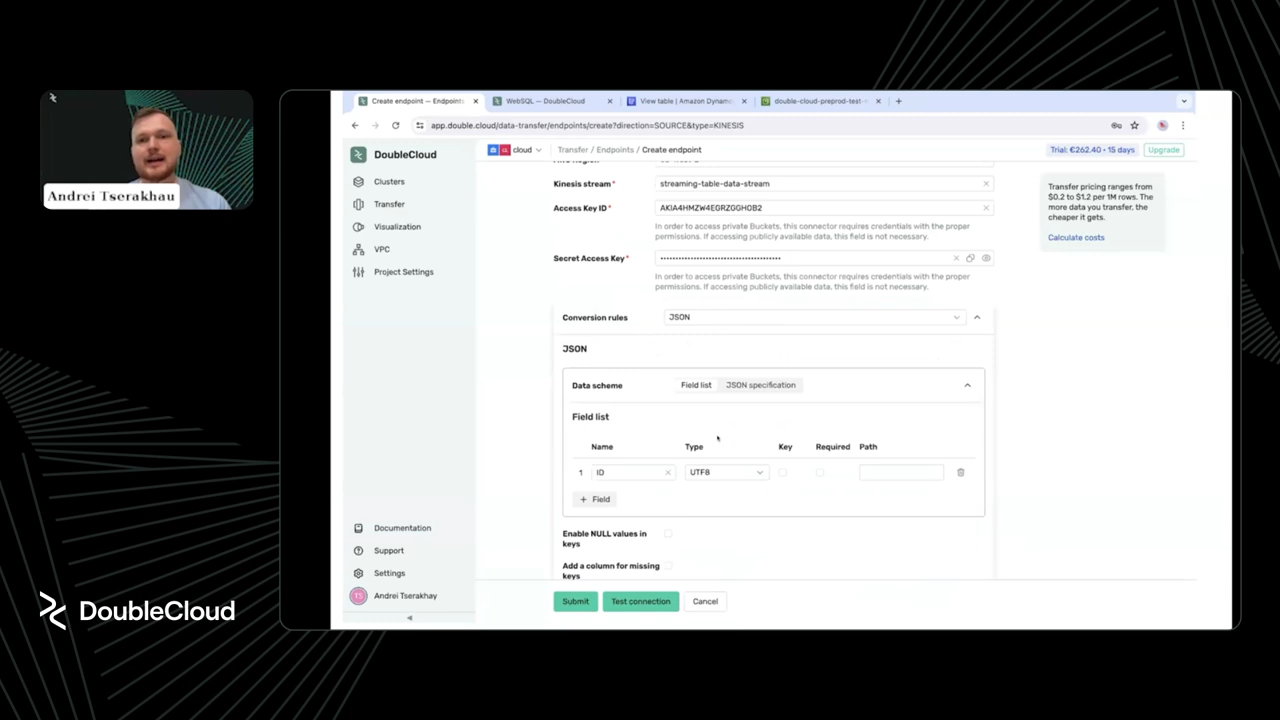 Andrei Tserakhau
DoubleCloud
Create endpoint — Endpoints
WebSQL — DoubleCloud
View table | Amazon Dynam
double-cloud-preprod-test-
app.double.cloud/data-transfer/endpoints/create?direction=SOURCE&type=KINESIS
DoubleCloud
cloud
Transfer / Endpoints / Create endpoint
Trial: €262.40 • 15 days
Upgrade
Clusters
Transfer
Visualization
VPC
Project Settings
Documentation
Support
Settings
TS
Andrei Tserakhay
Kinesis stream*
streaming-table-data-stream
Access Key ID*
AKIA4HMZW4EGRZGGHOB2
In order to access private Buckets, this connector requires credentials with the proper
permissions. If accessing publicly available data, this field is not necessary.
Secret Access Key*
In order to access private Buckets, this connector requires credentials with the proper
permissions. If accessing publicly available data, this field is not necessary.
Conversion rules
JSON
JSON
Data scheme
Field list
JSON specification
Field list
Name Type Key Required Path
1 ID UTF8
+ Field
Enable NULL values in
keys
Add a column for missing
keys
Submit
Test connection
Cancel
Transfer pricing ranges from
$0.2 to $1.2 per 1M rows. The
more data you transfer, the
cheaper it gets.
Calculate costs